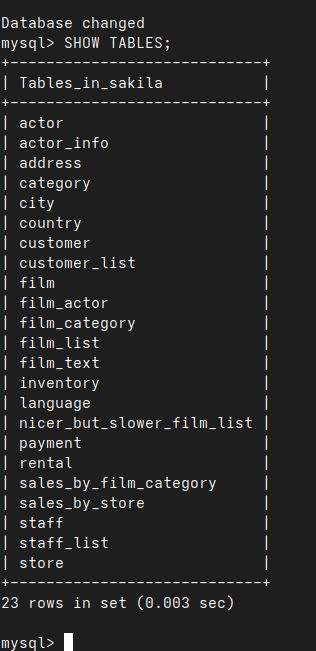 Database changed
mysql> SHOW TABLES;
+----------------------------+
| Tables_in_sakila           |
+----------------------------+
| actor                      |
| actor_info                 |
| address                    |
| category                   |
| city                       |
| country                    |
| customer                   |
| customer_list              |
| film                       |
| film_actor                 |
| film_category              |
| film_list                  |
| film_text                  |
| inventory                  |
| language                   |
| nicer_but_slower_film_list |
| payment                    |
| rental                     |
| sales_by_film_category     |
| sales_by_store             |
| staff                      |
| staff_list                 |
| store                      |
+----------------------------+
23 rows in set (0.003 sec)
mysql>